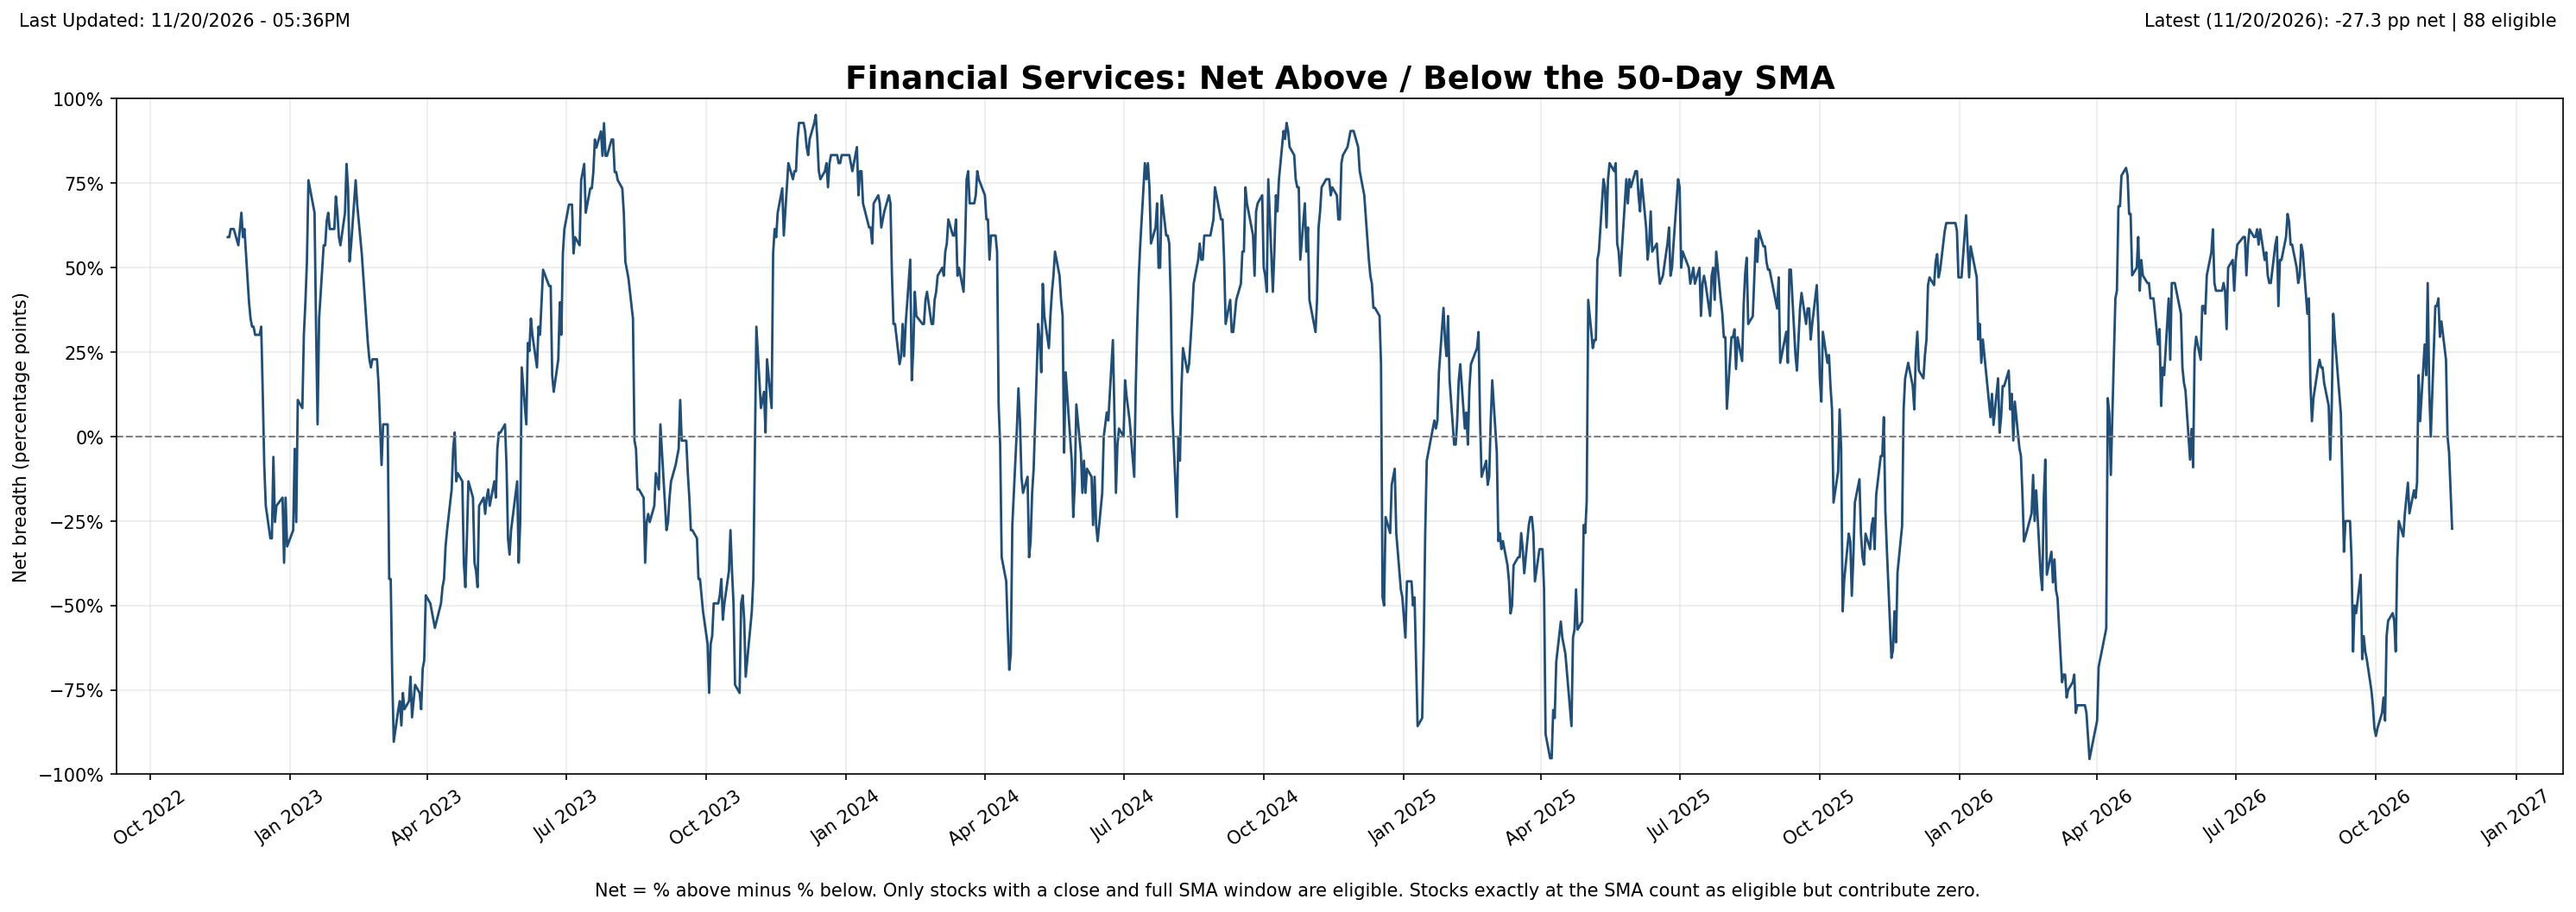 Last Updated: 11/20/2026 - 05:36PM
Latest (11/20/2026): -27.3 pp net | 88 eligible
Financial Services: Net Above / Below the 50-Day SMA
Net breadth (percentage points)
100%
75%
50%
25%
0%
−25%
−50%
−75%
−100%
Oct 2022
Jan 2023
Apr 2023
Jul 2023
Oct 2023
Jan 2024
Apr 2024
Jul 2024
Oct 2024
Jan 2025
Apr 2025
Jul 2025
Oct 2025
Jan 2026
Apr 2026
Jul 2026
Oct 2026
Jan 2027
Net = % above minus % below. Only stocks with a close and full SMA window are eligible. Stocks exactly at the SMA count as eligible but contribute zero.